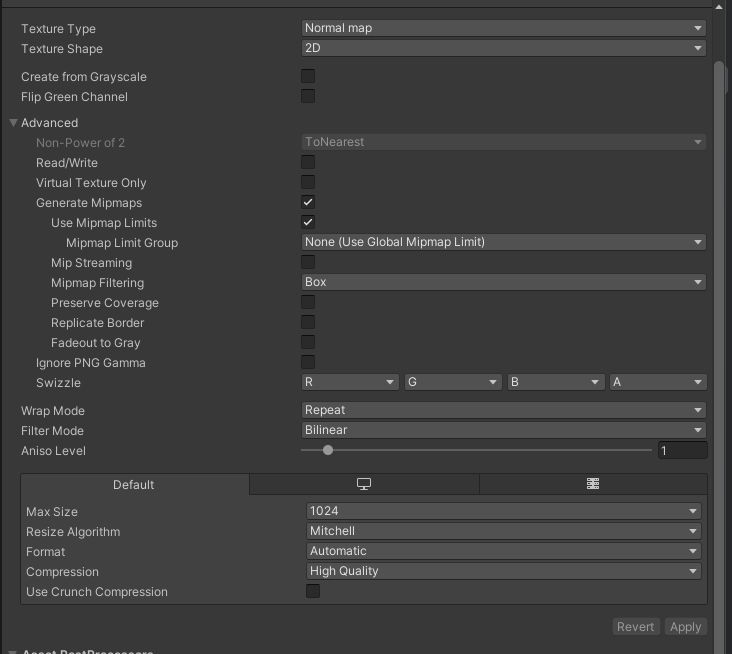 Texture Type Normal map
Texture Shape 2D
Create from Grayscale
Flip Green Channel
Advanced
Non-Power of 2 ToNearest
Read/Write
Virtual Texture Only
Generate Mipmaps
Use Mipmap Limits
Mipmap Limit Group None (Use Global Mipmap Limit)
Mip Streaming
Mipmap Filtering Box
Preserve Coverage
Replicate Border
Fadeout to Gray
Ignore PNG Gamma
Swizzle R G B A
Wrap Mode Repeat
Filter Mode Bilinear
Aniso Level 1
Default
Max Size 1024
Resize Algorithm Mitchell
Format Automatic
Compression High Quality
Use Crunch Compression
Revert Apply
Asset PostProcessors